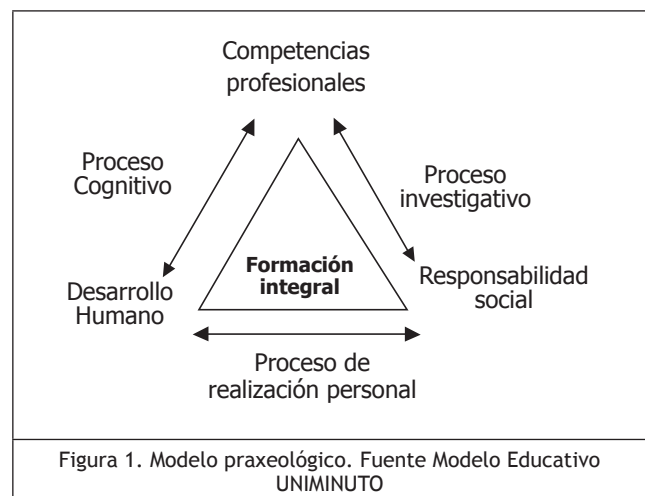 Competencias
profesionales
Proceso
Cognitivo
Proceso
investigativo
Formación
integral
Desarrollo
Humano
Responsabilidad
social
Proceso de
realización personal
Figura 1. Modelo praxeológico. Fuente Modelo Educativo
UNIMINUTO